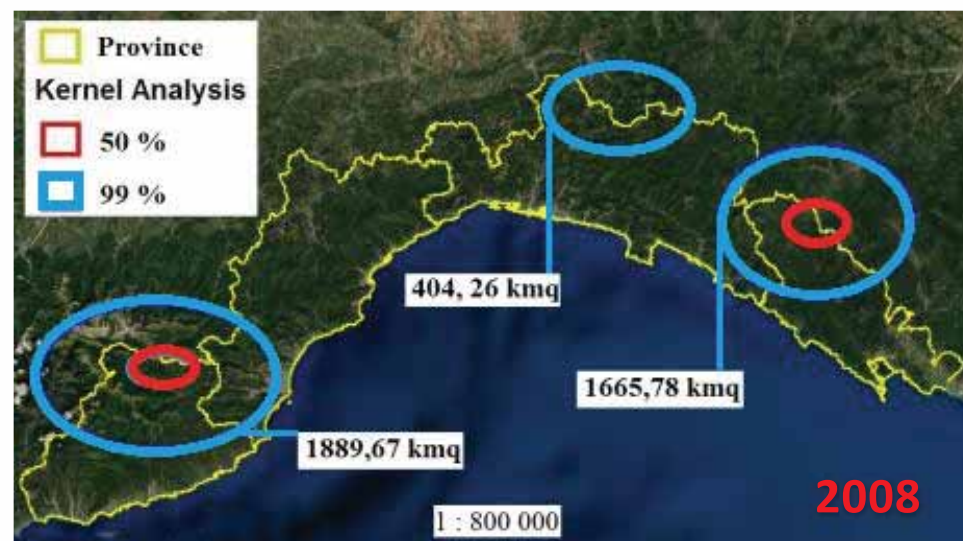 Province
Kernel Analysis
50 %
99 %
404, 26 kmq
1665,78 kmq
1889,67 kmq
1 : 800 000
2008